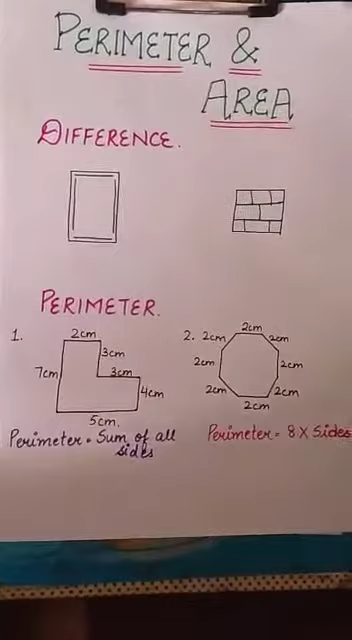 PERIMETER &
AREA
DIFFERENCE.
PERIMETER.
1.
2cm
3cm
7cm
3cm
4cm
5cm.
2.
2cm
2cm
2cm
2cm
2cm
2cm
2cm
2cm
Perimeter = Sum of all
sides
Perimeter = 8 X Sides